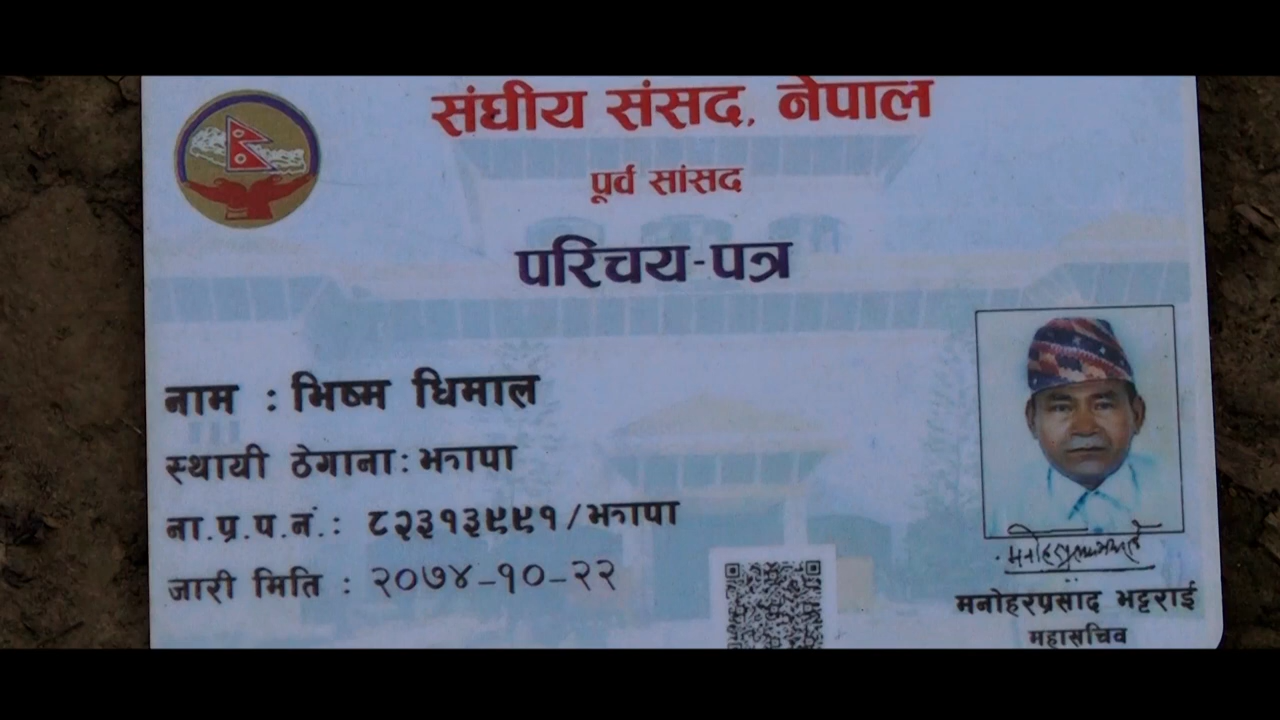 संघीय संसद, नेपाल
पूर्व सांसद
परिचय-पत्र
नाम : भिष्म धिमाल
स्थायी ठेगाना: झापा
ना.प्र.प.नं.: ८२३१३९९१/झापा
जारी मिति : २०७४-१०-२२
मनोहरप्रसाद भट्टराई
महासचिव